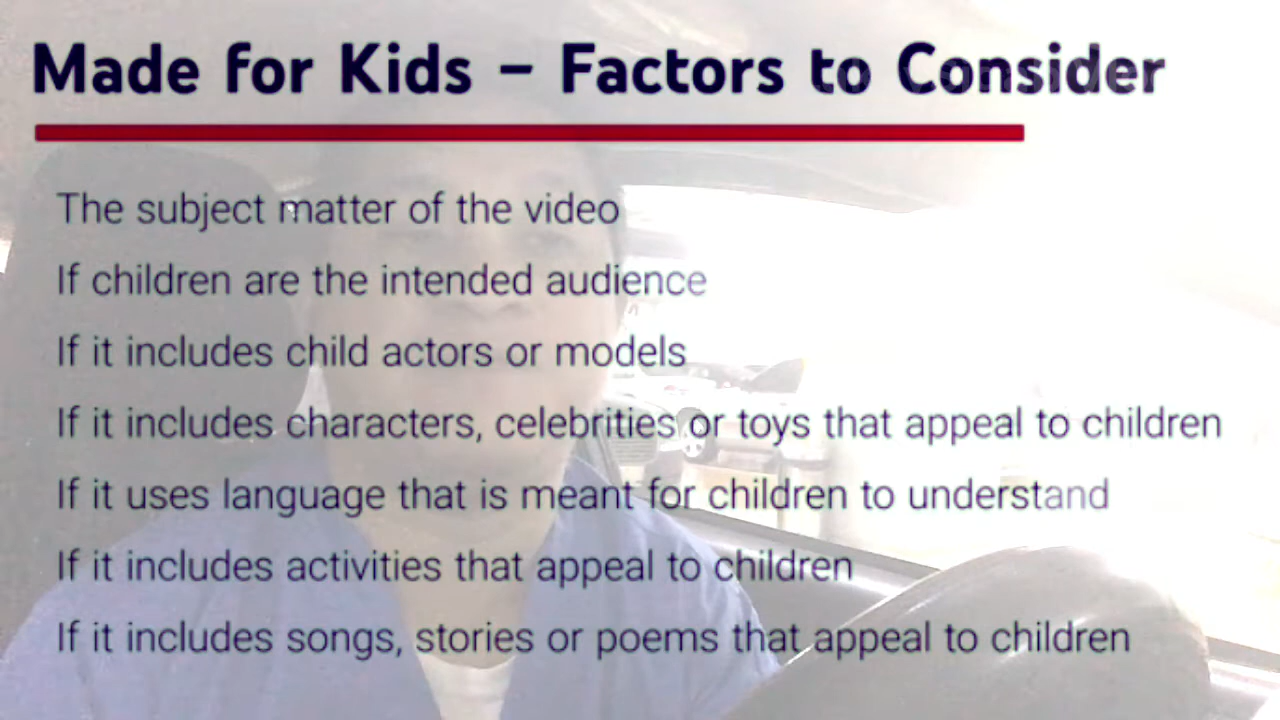 Made for Kids – Factors to Consider
The subject matter of the video
If children are the intended audience
If it includes child actors or models
If it includes characters, celebrities or toys that appeal to children
If it uses language that is meant for children to understand
If it includes activities that appeal to children
If it includes songs, stories or poems that appeal to children